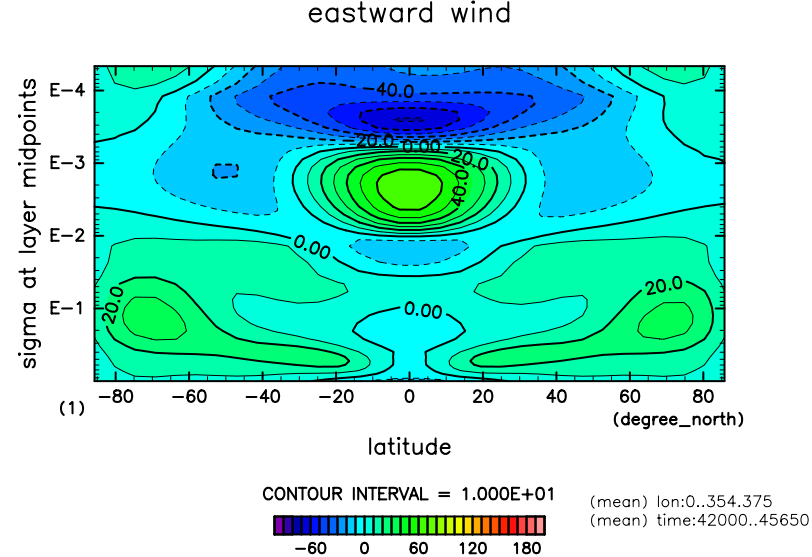 eastward wind
sigma at layer midpoints
E-4
E-3
E-2
E-1
-40.0
20.0 0.00 20.0
40.0
0.00
20.0
0.00
20.0
-80 -60 -40 -20 0 20 40 60 80
(1)
(degree_north)
latitude
CONTOUR INTERVAL = 1.000E+01
-60 0 60 120 180
(mean) lon:0..354.375
(mean) time:42000..45650